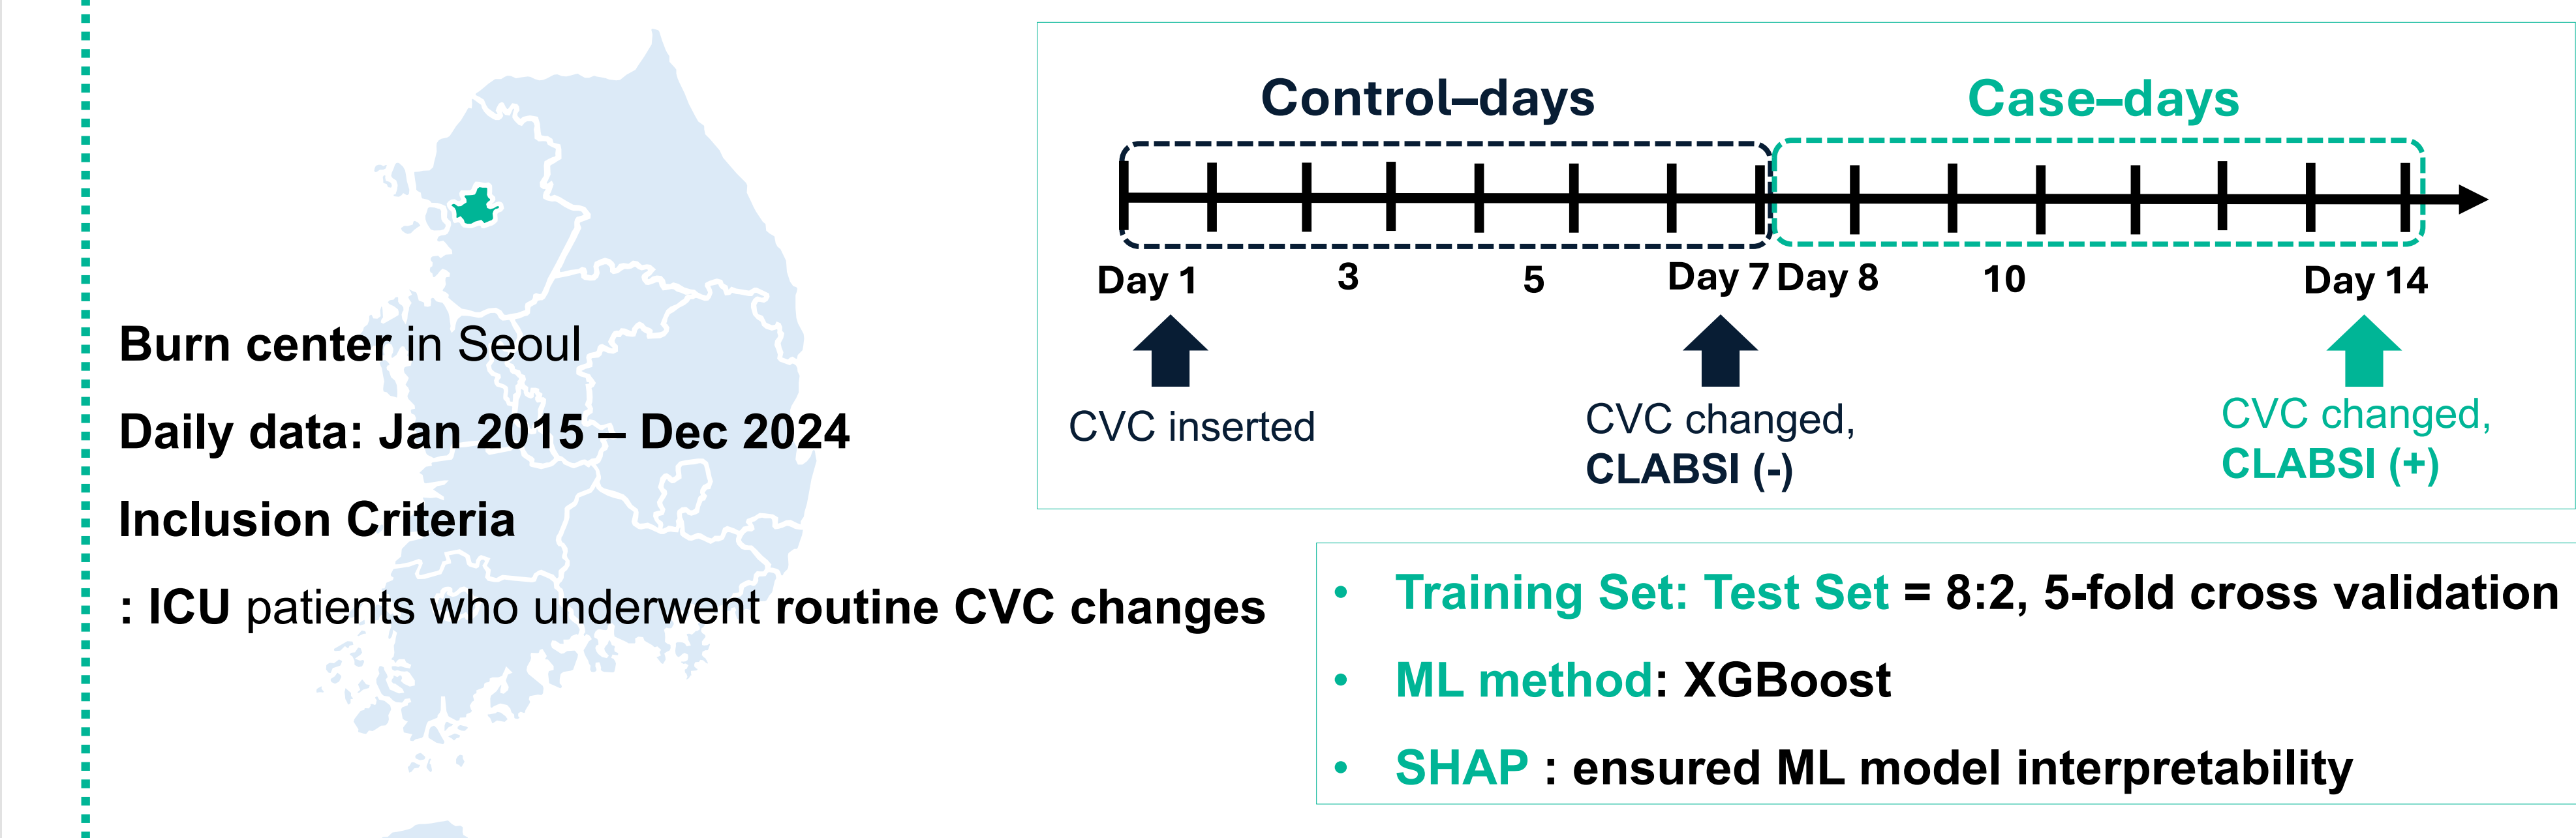 Burn center in Seoul
Daily data: Jan 2015 – Dec 2024
Inclusion Criteria
: ICU patients who underwent routine CVC changes
Control–days
Case–days
Day 1
3
5
Day 7
Day 8
10
Day 14
CVC inserted
CVC changed,
CLABSI (-)
CVC changed,
CLABSI (+)
• Training Set: Test Set = 8:2, 5-fold cross validation
• ML method: XGBoost
• SHAP : ensured ML model interpretability